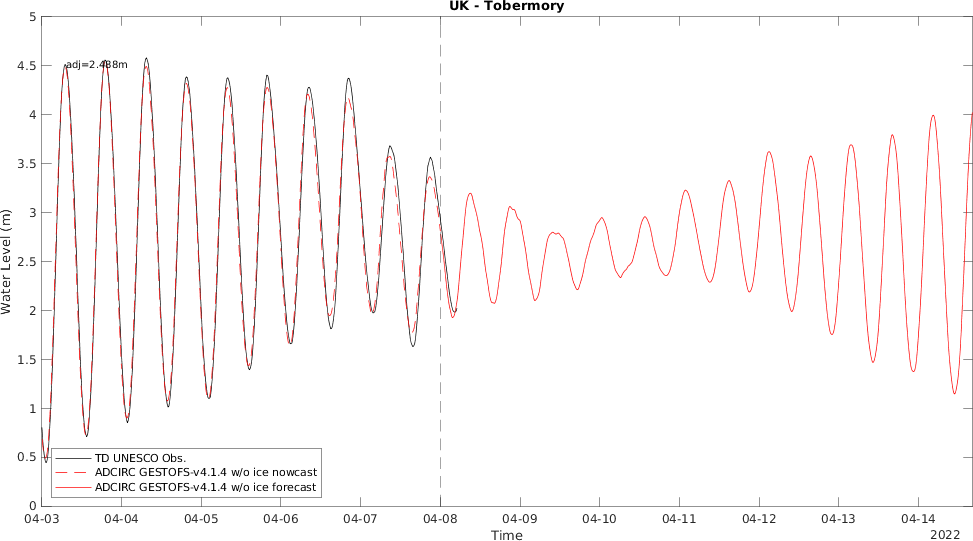 UK - Tobermory
5
4.5
4
3.5
3
2.5
2
1.5
1
0.5
0
Water Level (m)
adj=2.488m
TD UNESCO Obs.
ADCIRC GESTOFS-v4.1.4 w/o ice nowcast
ADCIRC GESTOFS-v4.1.4 w/o ice forecast
04-03 04-04 04-05 04-06 04-07 04-08 04-09 04-10 04-11 04-12 04-13 04-14
Time
2022